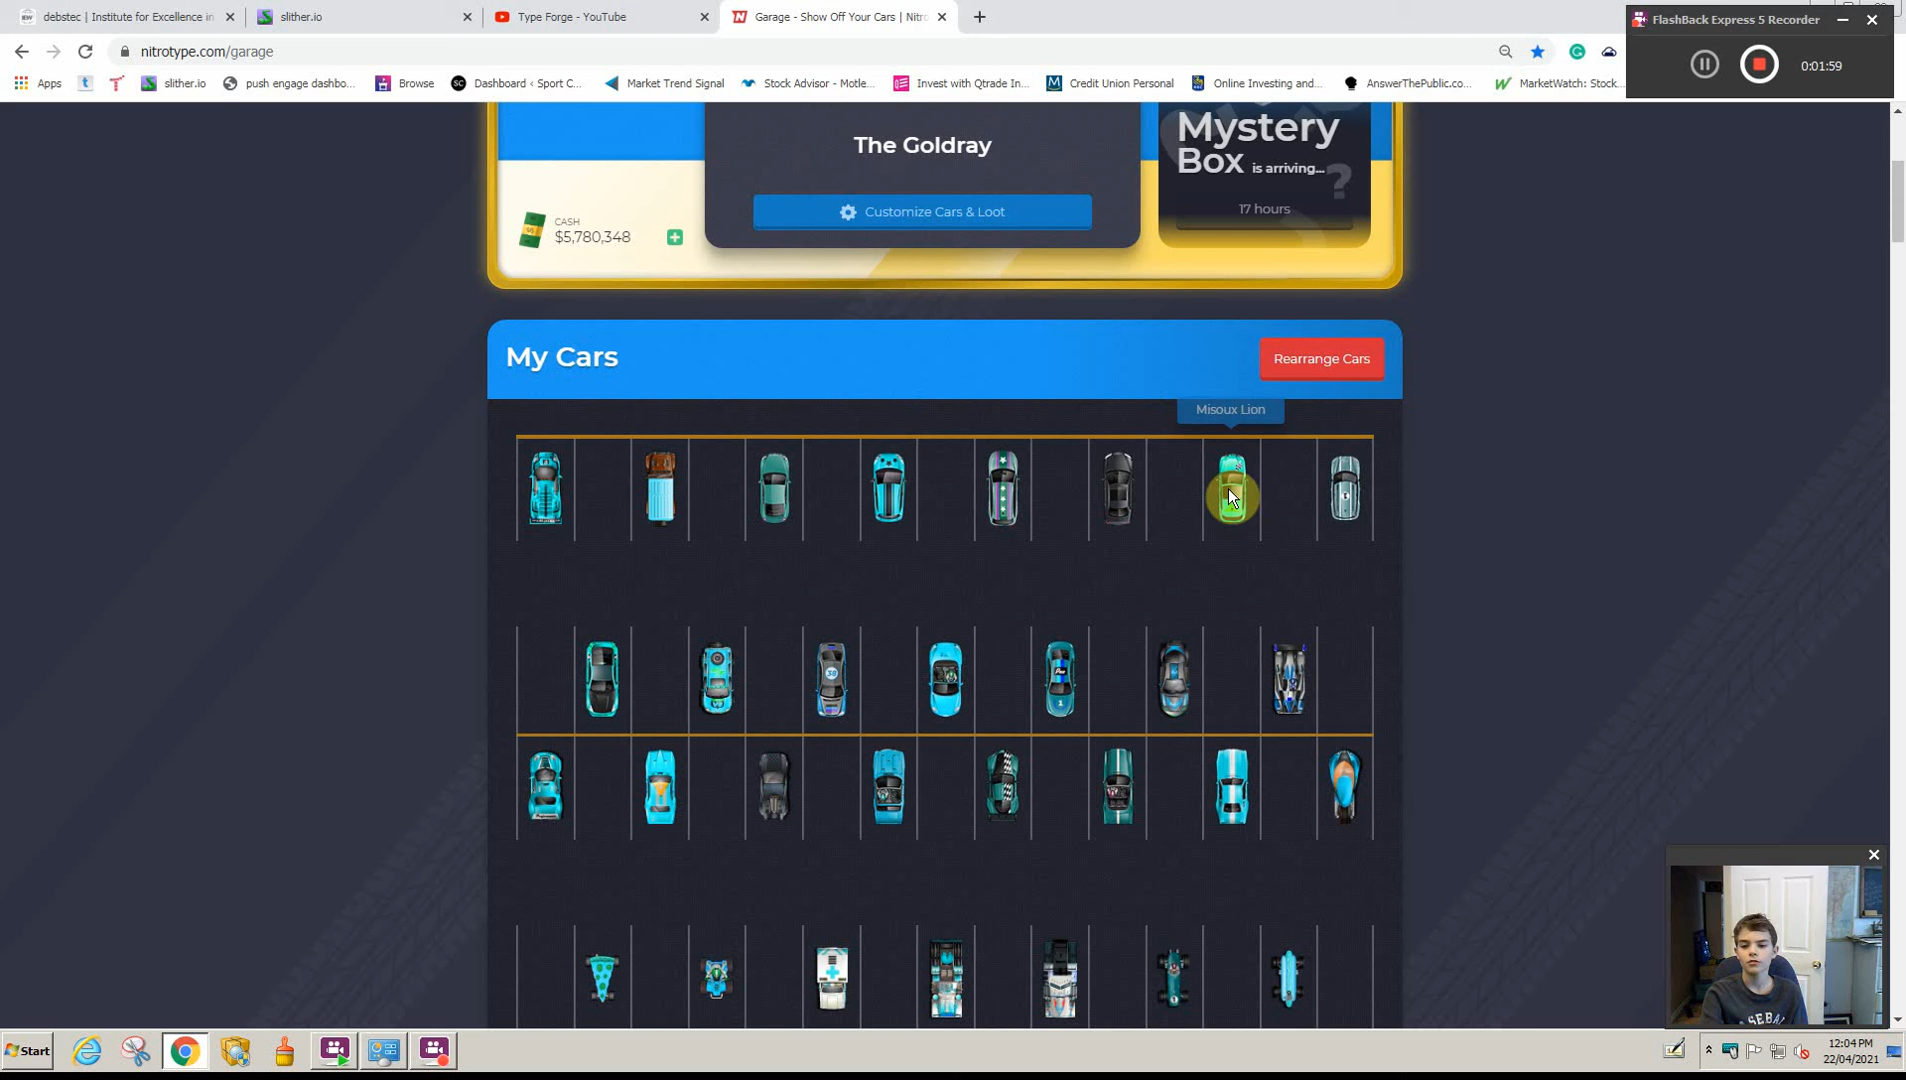 debstec | Institute for Excellence in
slither.io
Type Forge - YouTube
Garage - Show Off Your Cars | Nitro
FlashBack Express 5 Recorder
nitrotype.com/garage
0:01:59
Apps
slither.io
push engage dashbo...
Browse
Dashboard ‹ Sport C...
Market Trend Signal
Stock Advisor - Motle...
Invest with Qtrade In...
Credit Union Personal
Online Investing and...
AnswerThePublic.co...
MarketWatch: Stock...
The Goldray
Mystery
Box is arriving...
17 hours
Customize Cars & Loot
CASH
$5,780,348
My Cars
Rearrange Cars
Misoux Lion
38
1
Start
12:04 PM
22/04/2021